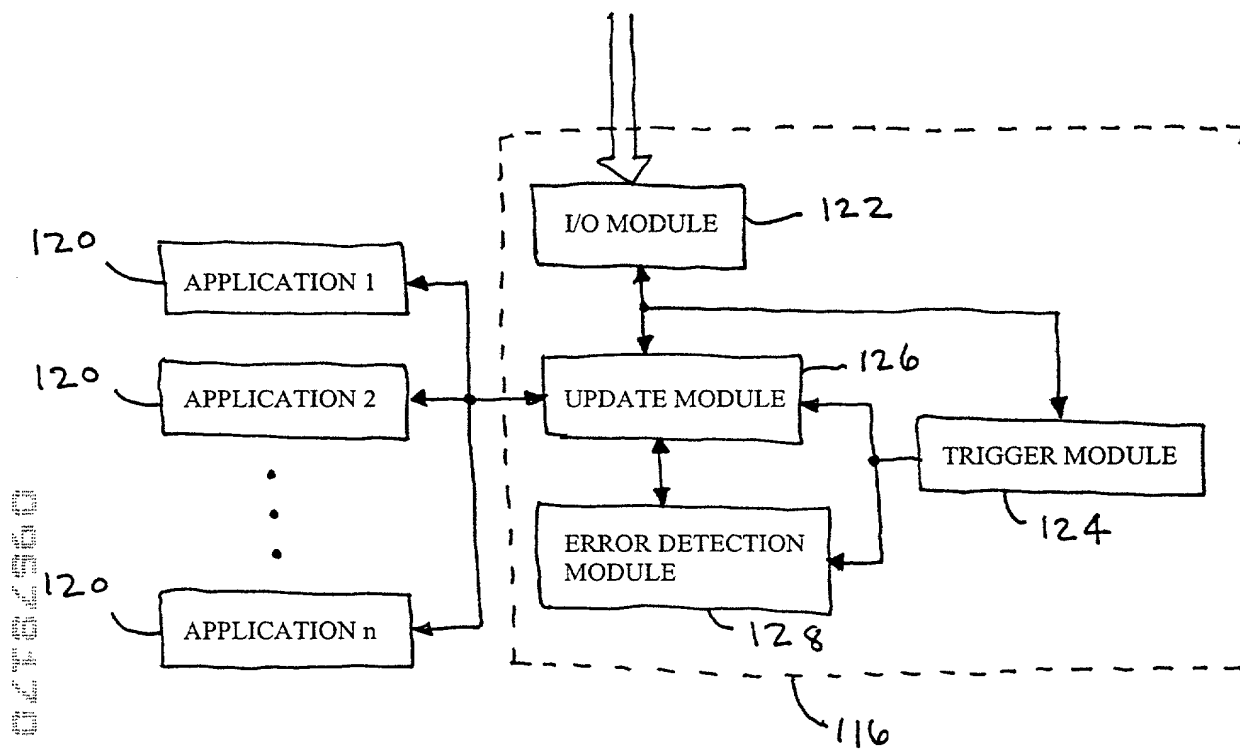 I/O MODULE
122
120
APPLICATION 1
120
APPLICATION 2
126
UPDATE MODULE
TRIGGER MODULE
124
ERROR DETECTION
MODULE
128
120
APPLICATION n
116